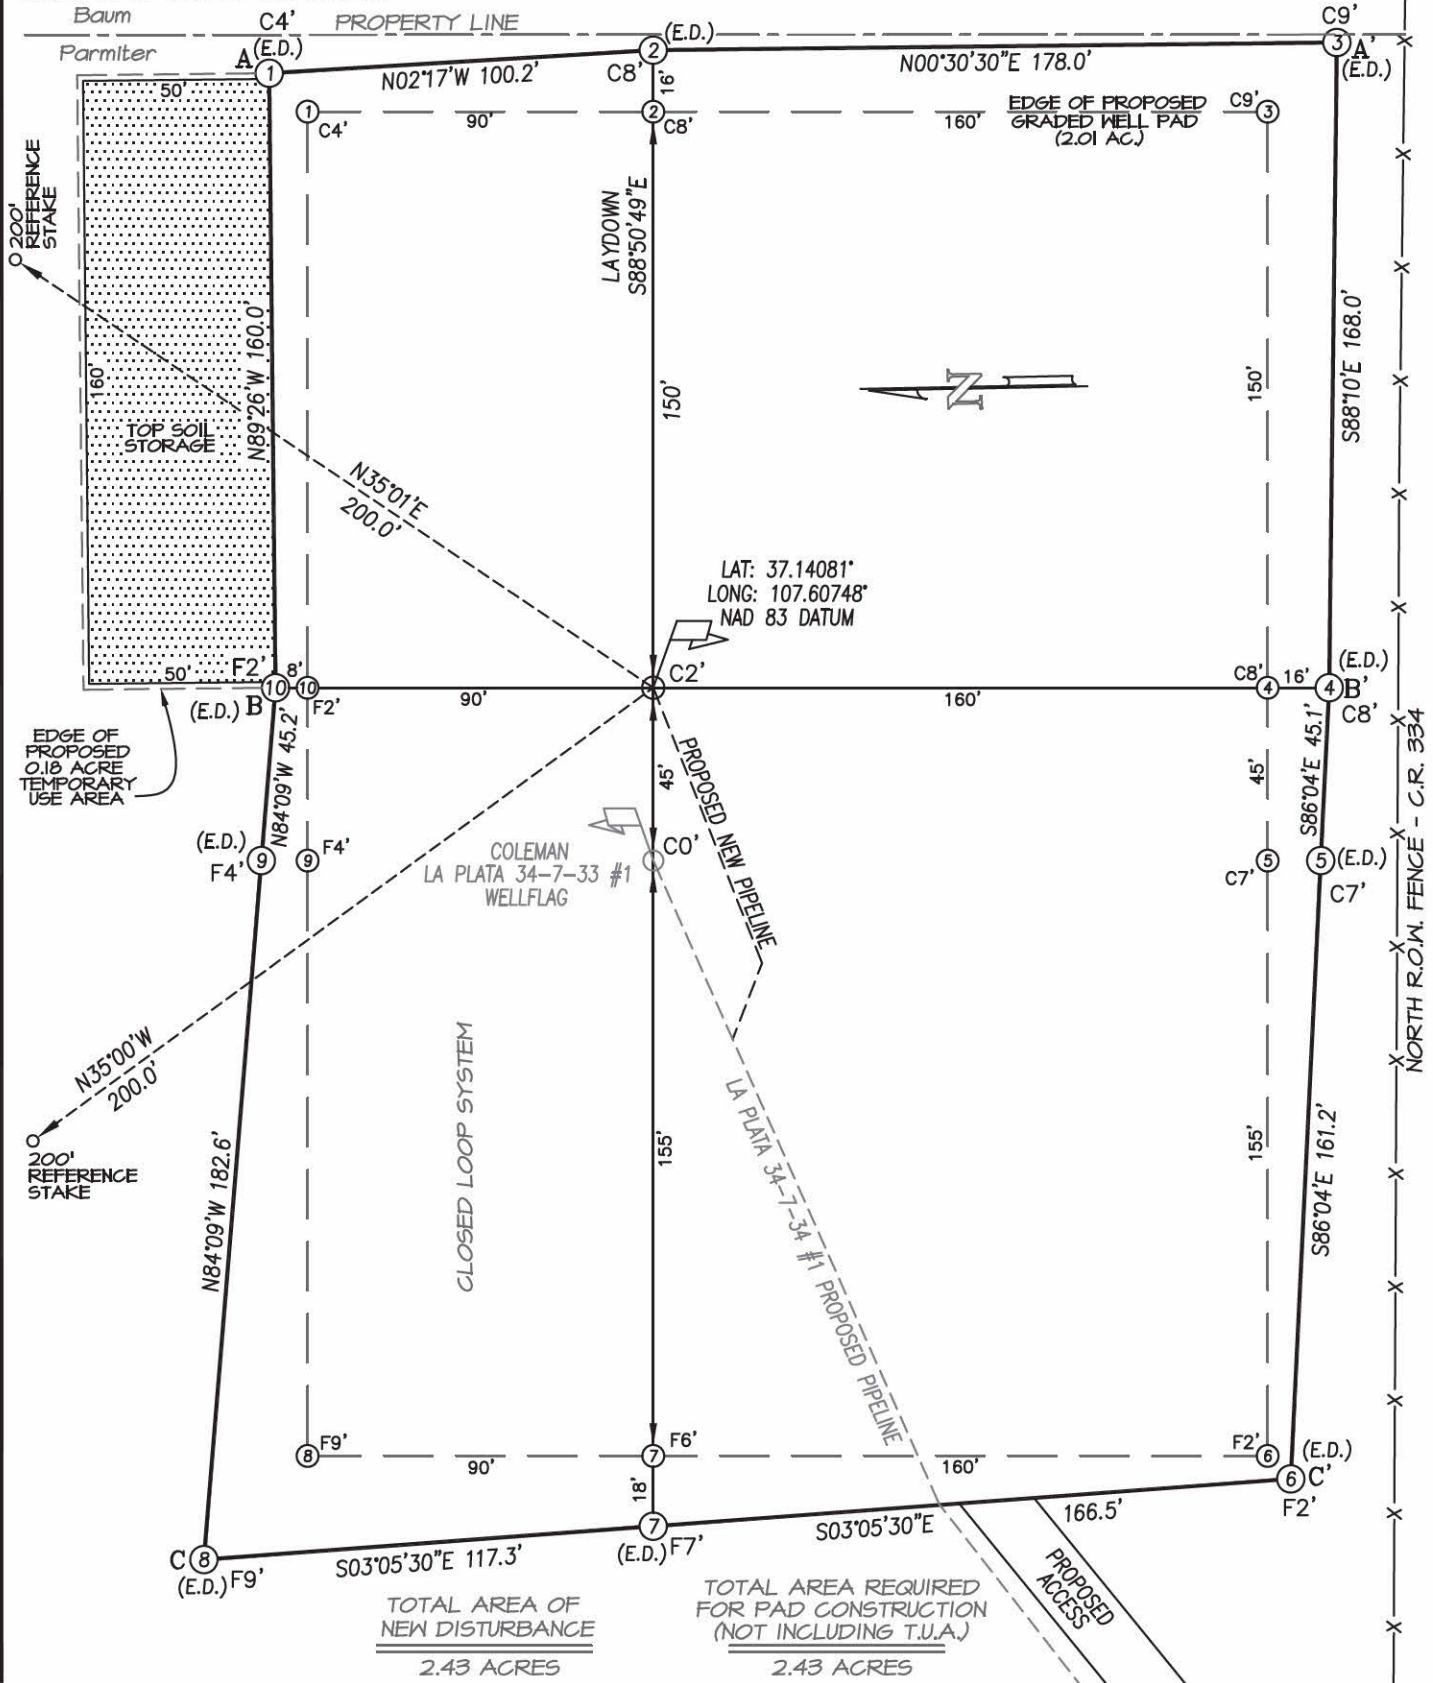 Baum
C4'
PROPERTY LINE
C9'
Parmiter
A
(E.D.)
1
N02°17'W 100.2'
2
(E.D.)
C8'
16'
N00°30'30"E 178.0'
3
A'
(E.D.)
50'
1
C4'
90'
2
C8'
160'
EDGE OF PROPOSED
GRADED WELL PAD
(2.01 AC.)
C9'
3
200'
REFERENCE
STAKE
LAYDOWN
S88°50'49"E
N89°26'W 160.0'
160'
TOP SOIL
STORAGE
150'
N
150'
S88°10'E 168.0'
N35°01'E
200.0'
LAT: 37.14081°
LONG: 107.60748°
NAD 83 DATUM
50'
F2'
8'
10
10
C2'
C8'
16'
(E.D.)
4
4
B'
(E.D.)
B
F2'
90'
160'
C8'
EDGE OF
PROPOSED
0.18 ACRE
TEMPORARY
USE AREA
N84°09'W 45.2'
45'
PROPOSED NEW PIPELINE
45'
S86°04'E 45.1'
NORTH R.O.W. FENCE - C.R. 334
(E.D.)
F4'
9
9
F4'
COLEMAN
LA PLATA 34-7-33 #1
WELLFLAG
C0'
5
C7'
5
(E.D.)
C7'
N35°00'W
200.0'
200'
REFERENCE
STAKE
CLOSED LOOP SYSTEM
155'
LA PLATA 34-7-34 #1 PROPOSED PIPELINE
155'
S86°04'E 161.2'
N84°09'W 182.6'
8
F9'
90'
7
F6'
160'
F2'
6
(E.D.)
6
C'
F2'
18'
C
8
(E.D.)
F9'
S03°05'30"E 117.3'
7
(E.D.)
F7'
S03°05'30"E
166.5'
PROPOSED
ACCESS
TOTAL AREA OF
NEW DISTURBANCE
2.43 ACRES
TOTAL AREA REQUIRED
FOR PAD CONSTRUCTION
(NOT INCLUDING T.U.A.)
2.43 ACRES